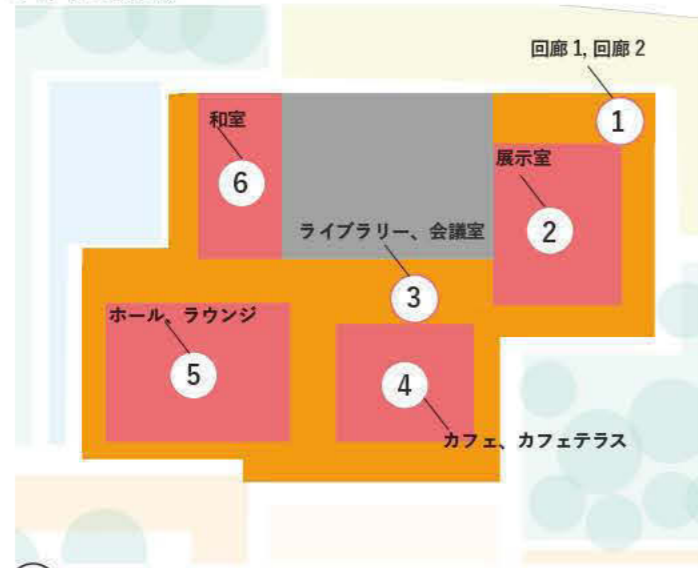 回廊 1, 回廊 2
1
和室
6
展示室
2
ライブラリー、会議室
3
ホール、ラウンジ
5
4
カフェ、カフェテラス